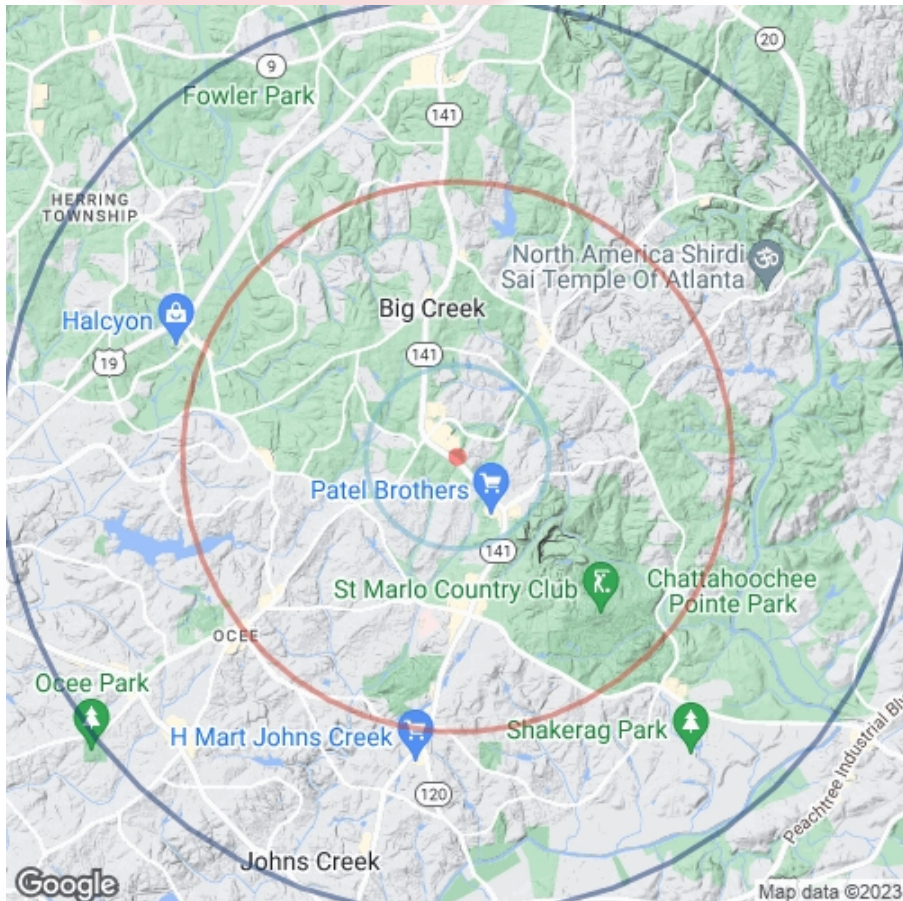 20
9
Fowler Park
141
HERRING
TOWNSHIP
North America Shirdi
Sai Temple Of Atlanta
Big Creek
Halcyon
141
19
Patel Brothers
141
St Marlo Country Club
Chattahoochee
Pointe Park
OCEE
Ocee Park
H Mart Johns Creek
Shakerag Park
Peachtree Industrial Bl
120
Johns Creek
Google
Map data ©2023